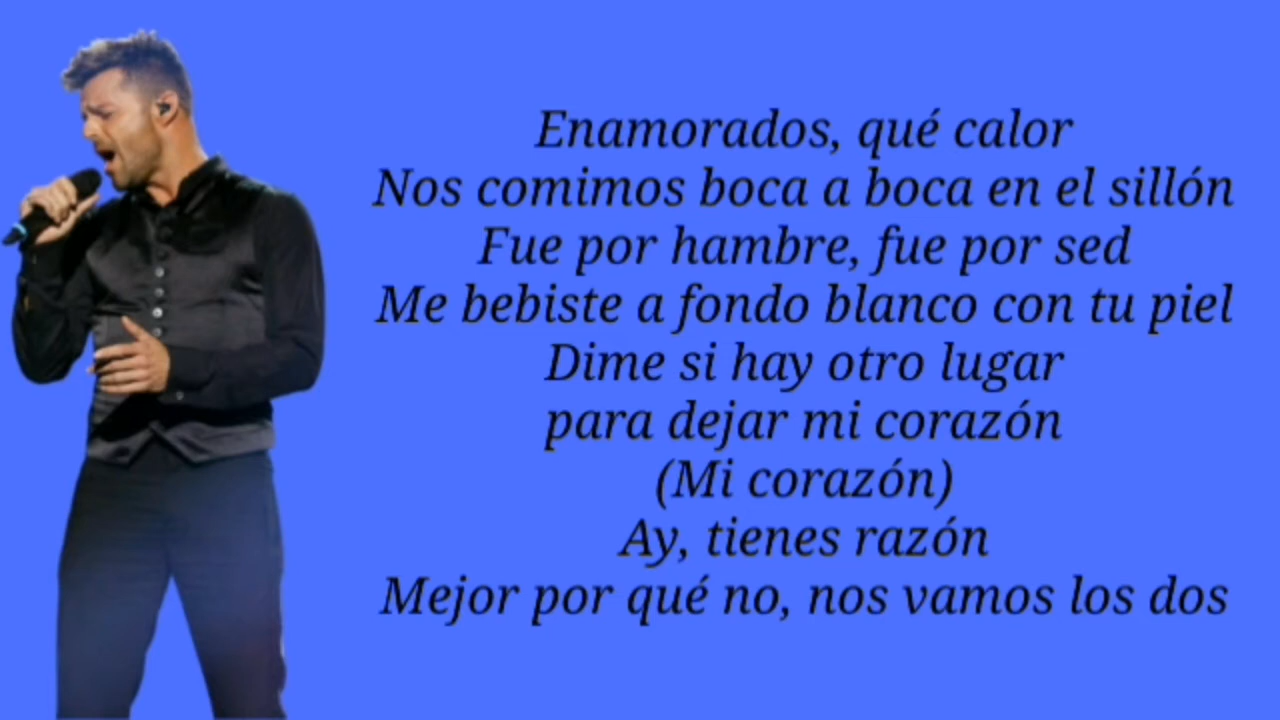 Enamorados, qué calor
Nos comimos boca a boca en el sillón
Fue por hambre, fue por sed
Me bebiste a fondo blanco con tu piel
Dime si hay otro lugar
para dejar mi corazón
(Mi corazón)
Ay, tienes razón
Mejor por qué no, nos vamos los dos